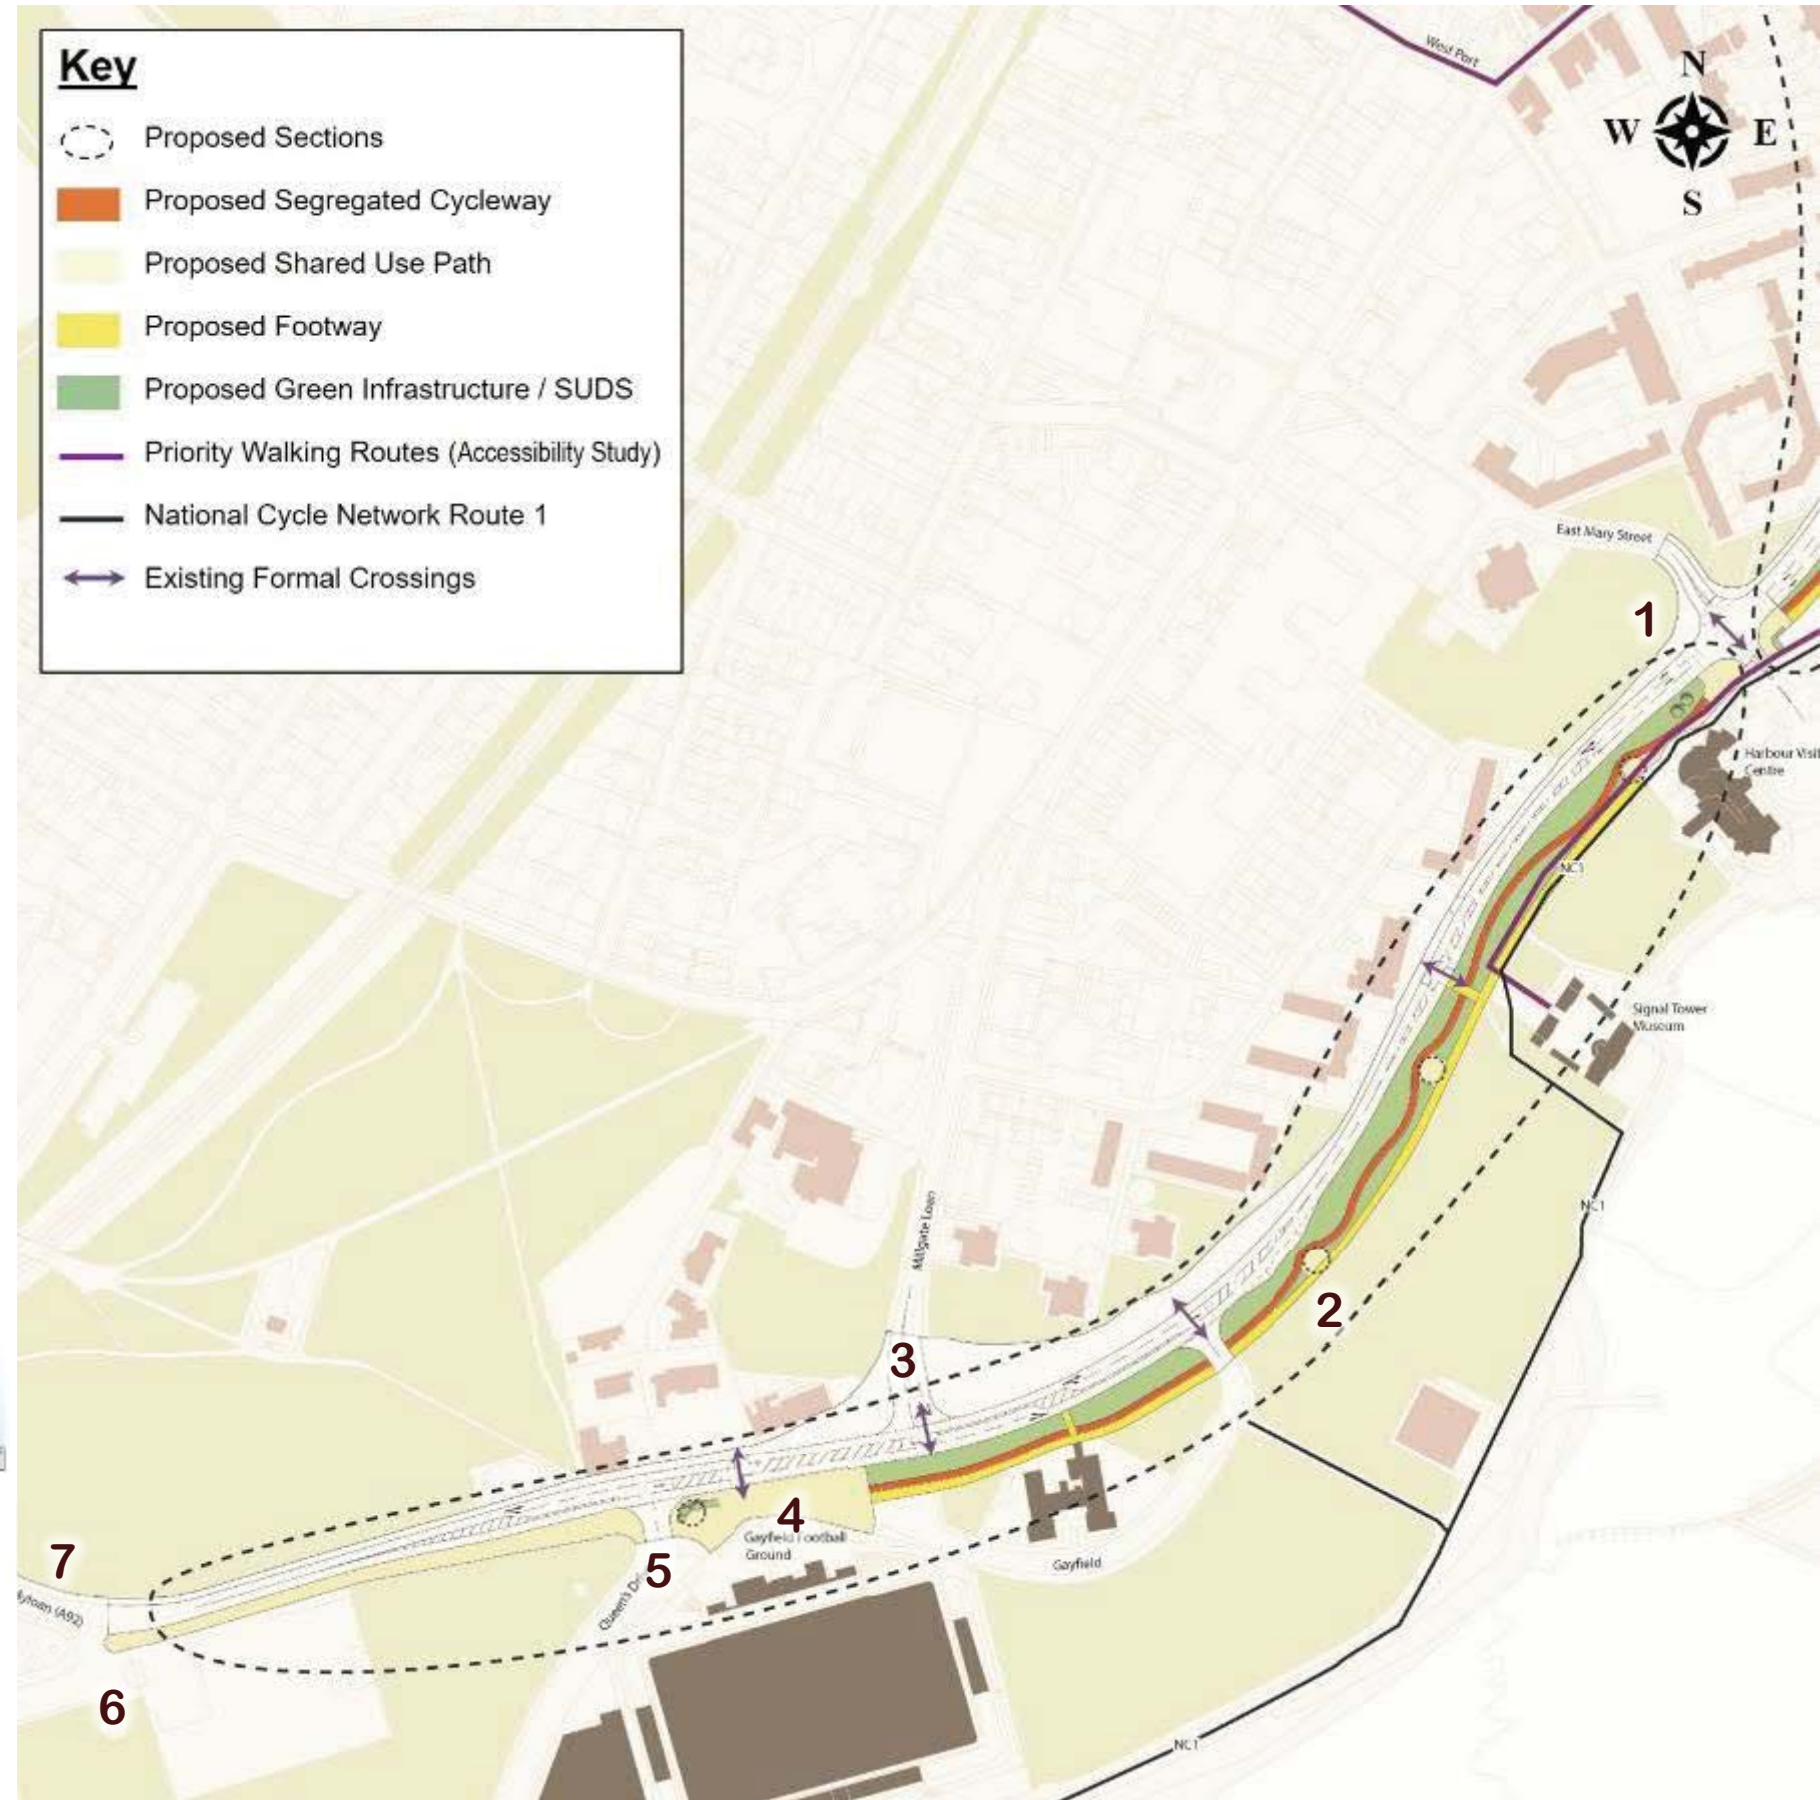 Key
Proposed Sections
Proposed Segregated Cycleway
Proposed Shared Use Path
Proposed Footway
Proposed Green Infrastructure / SUDS
Priority Walking Routes (Accessibility Study)
National Cycle Network Route 1
Existing Formal Crossings
West Port
N
W
E
S
East Mary Street
1
Harbour Visit
Centre
NC1
Signal Tower
Museum
NC1
Millgate Loan
2
3
4
Gayfield Football
Ground
Gayfield
5
Queen's Dr
7
(A92)
6
NC1